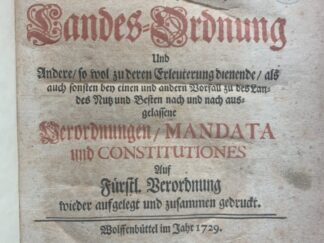 Landes-Ordnung
Und
Andere/ so wol zu deren Erleuterung dienende/ als
auch sonsten bey einen und andern Vorfall zu des Lan-
des Nutz und Besten nach und nach aus-
gelassene
Verordnungen/ MANDATA
und CONSTITUTIONES
Auf
Fürstl. Verordnung
wieder aufgelegt und zusammen gedruckt.
Wolffenbüttel im Jahr 1729.